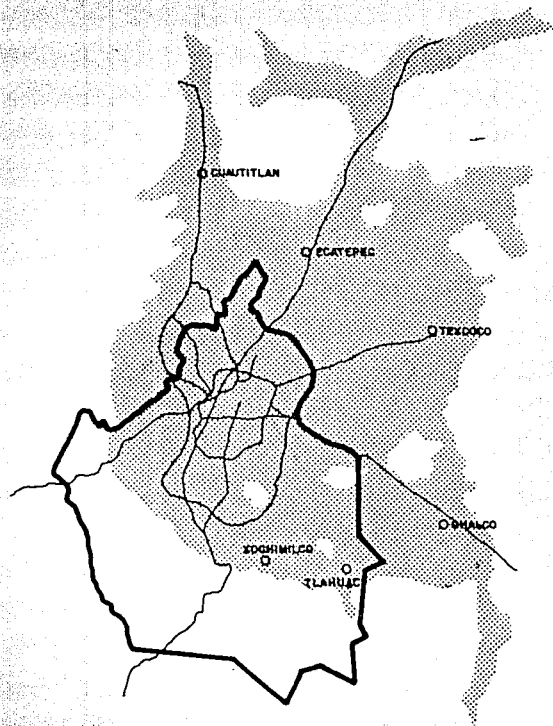 CUAUTITLAN
ECATEPEC
TEXCOCO
CHALCO
XOCHIMILCO
TLAHUAC